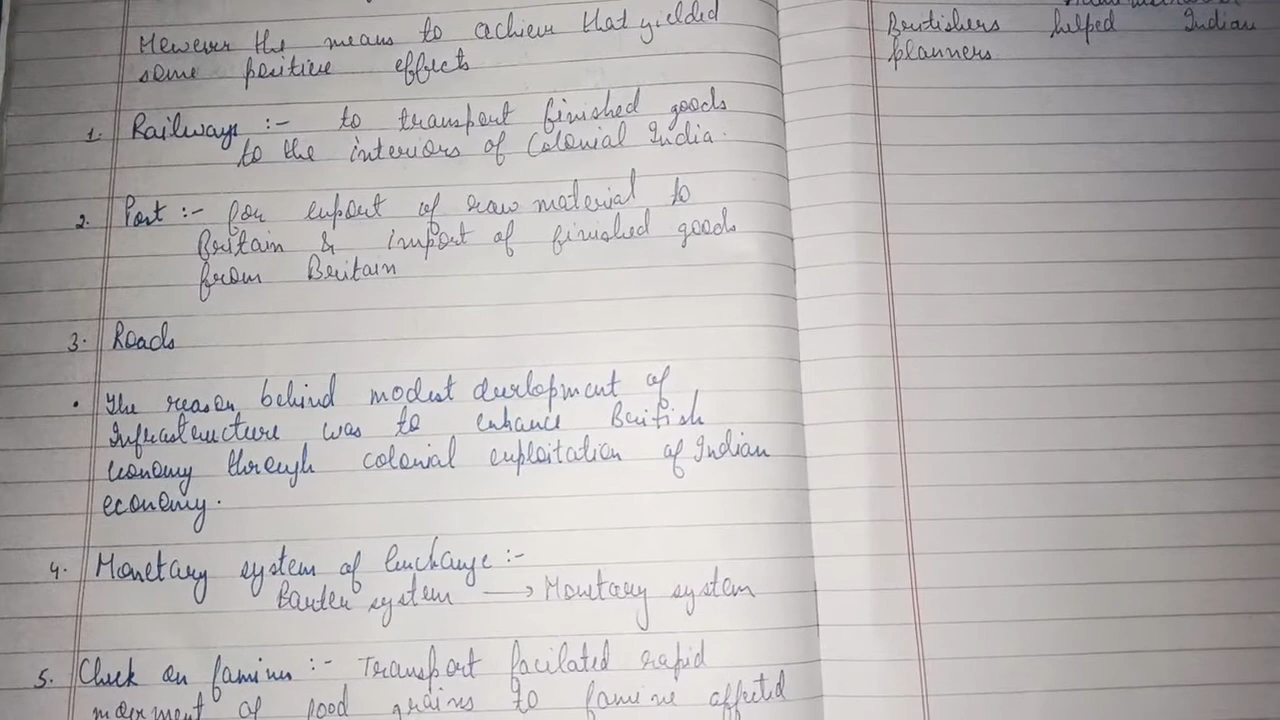 However the means to achieve that yielded
some positive effects
1. Railways :- to transport finished goods
to the interiors of Colonial India.
2. Port :- for export of raw material to
Britain & import of finished goods
from Britain
3. Roads
• The reason behind modest development of
Infrastructure was to enhance British
economy through colonial exploitation of Indian
economy.
4. Monetary system of Exchange :-
Barter system → Monetary system
5. Check on famines :- Transport facilated rapid
movement of food grains to famine affected
Britishers helped Indian
planners